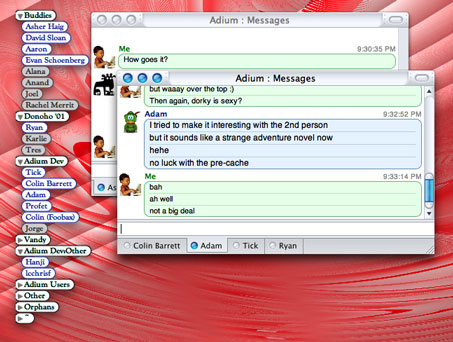 Buddies
Asher Haig
David Sloan
Aaron
Evan Schoenberg
Alana
Anand
Joel
Rachel Merrit
Donoho '01
Ryan
Karlie
Tres
Adium Dev
Tick
Colin Barrett
Adam
Profet
Colin (Foobax)
Jorge
Vandy
Adium Dev:Other
Hanji
lcchrisf
Adium Users
Other
Orphans
Adium : Messages
Me 9:30:35 PM
How goes it?
As
Adium : Messages
but waaay over the top :)
Then again, dorky is sexy?
Adam 9:32:52 PM
I tried to make it interesting with the 2nd person
but it sounds like a strange adventure novel now
hehe
no luck with the pre-cache
Me 9:33:14 PM
bah
ah well
not a big deal
Colin Barrett Adam Tick Ryan